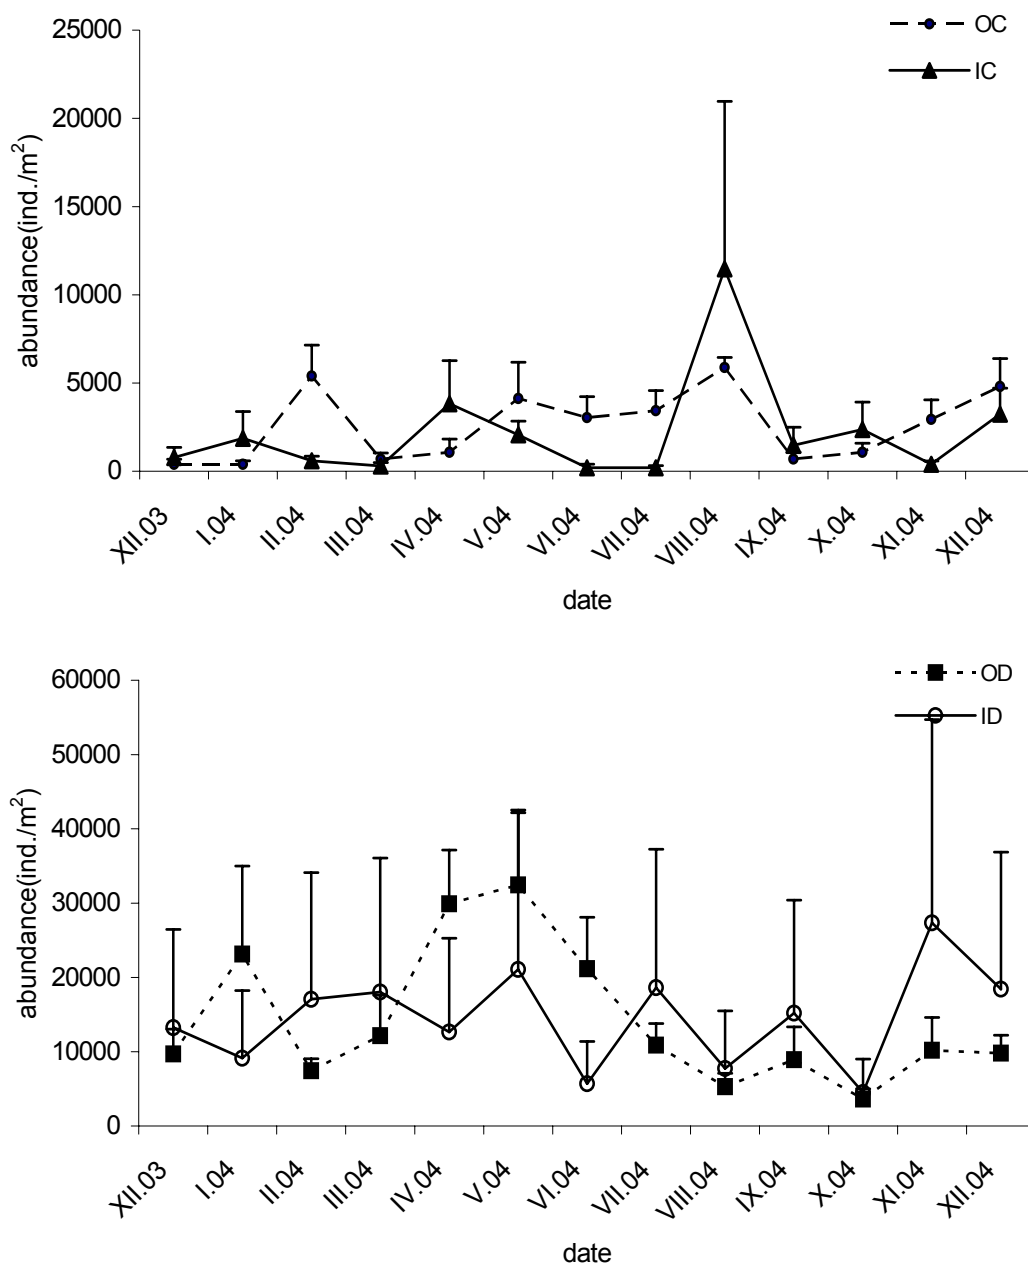 OC
IC
25000
20000
15000
10000
5000
0
abundance(ind./m²)
XII.03
I.04
II.04
III.04
IV.04
V.04
VI.04
VII.04
VIII.04
IX.04
X.04
XI.04
XII.04
date
OD
ID
60000
50000
40000
30000
20000
10000
0
abundance(ind./m²)
XII.03
I.04
II.04
III.04
IV.04
V.04
VI.04
VII.04
VIII.04
IX.04
X.04
XI.04
XII.04
date